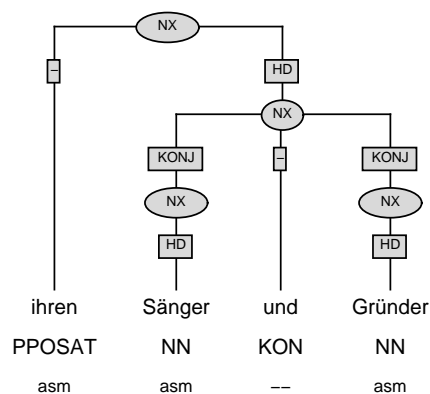 NX
– HD
NX
KONJ – KONJ
NX NX
HD HD
ihren Sänger und Gründer
PPOSAT NN KON NN
asm asm –– asm